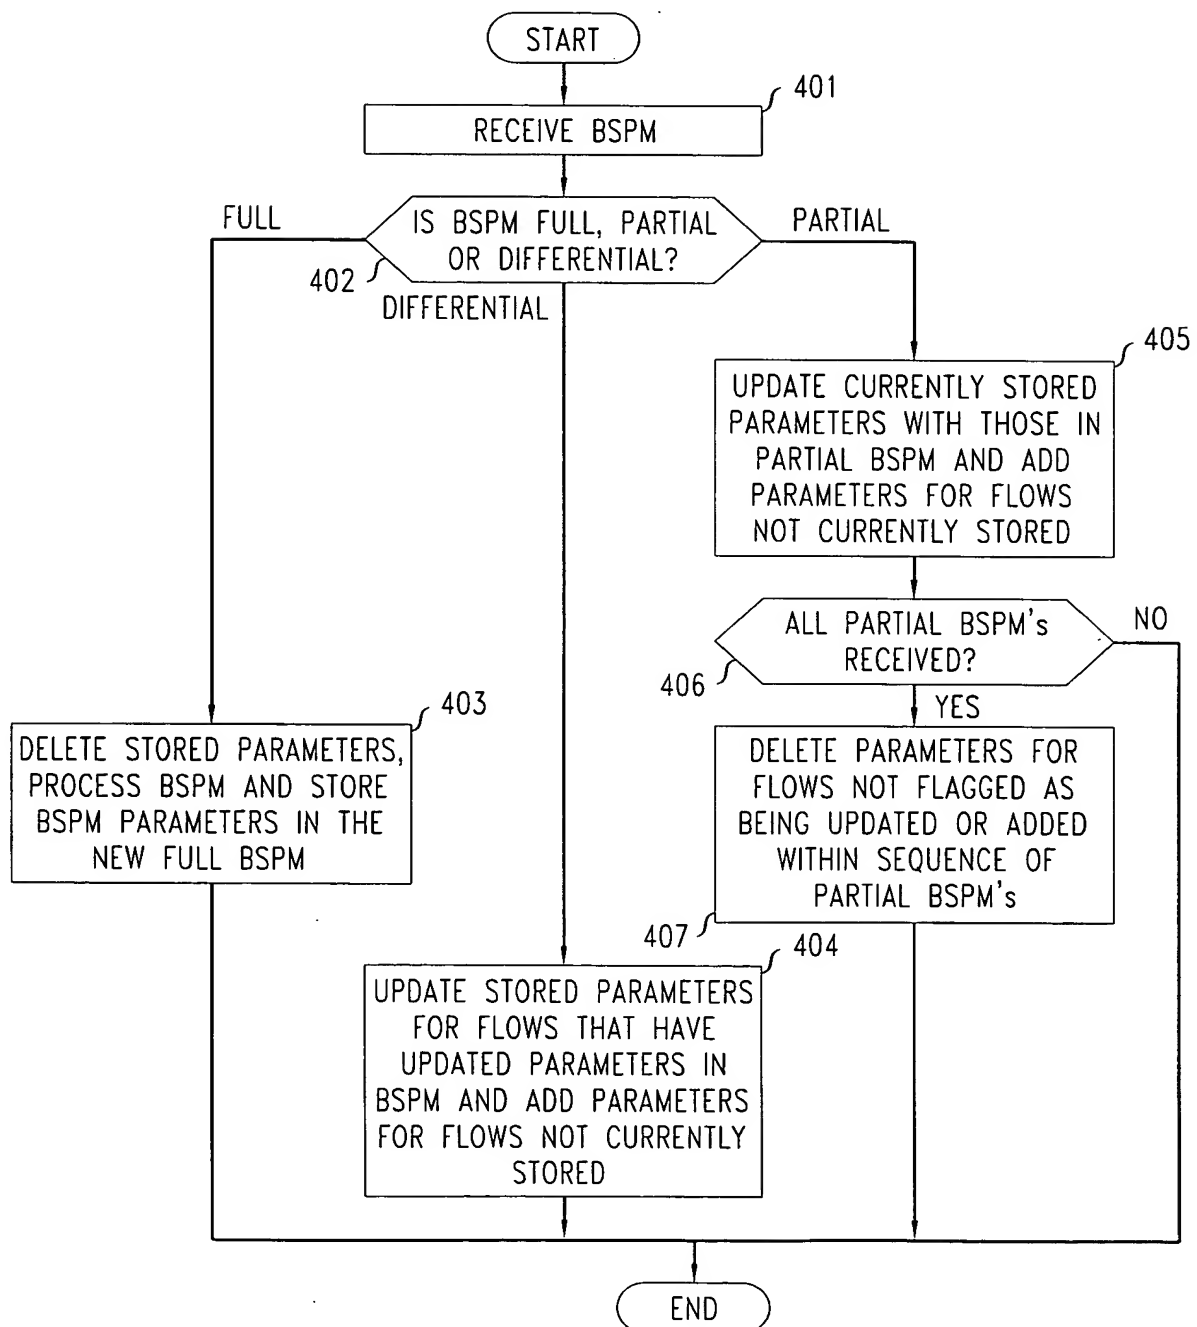 START
401
RECEIVE BSPM
FULL
IS BSPM FULL, PARTIAL
OR DIFFERENTIAL?
PARTIAL
402
DIFFERENTIAL
405
UPDATE CURRENTLY STORED
PARAMETERS WITH THOSE IN
PARTIAL BSPM AND ADD
PARAMETERS FOR FLOWS
NOT CURRENTLY STORED
ALL PARTIAL BSPM's
RECEIVED?
NO
406
YES
403
DELETE STORED PARAMETERS,
PROCESS BSPM AND STORE
BSPM PARAMETERS IN THE
NEW FULL BSPM
DELETE PARAMETERS FOR
FLOWS NOT FLAGGED AS
BEING UPDATED OR ADDED
WITHIN SEQUENCE OF
PARTIAL BSPM's
407
404
UPDATE STORED PARAMETERS
FOR FLOWS THAT HAVE
UPDATED PARAMETERS IN
BSPM AND ADD PARAMETERS
FOR FLOWS NOT CURRENTLY
STORED
END